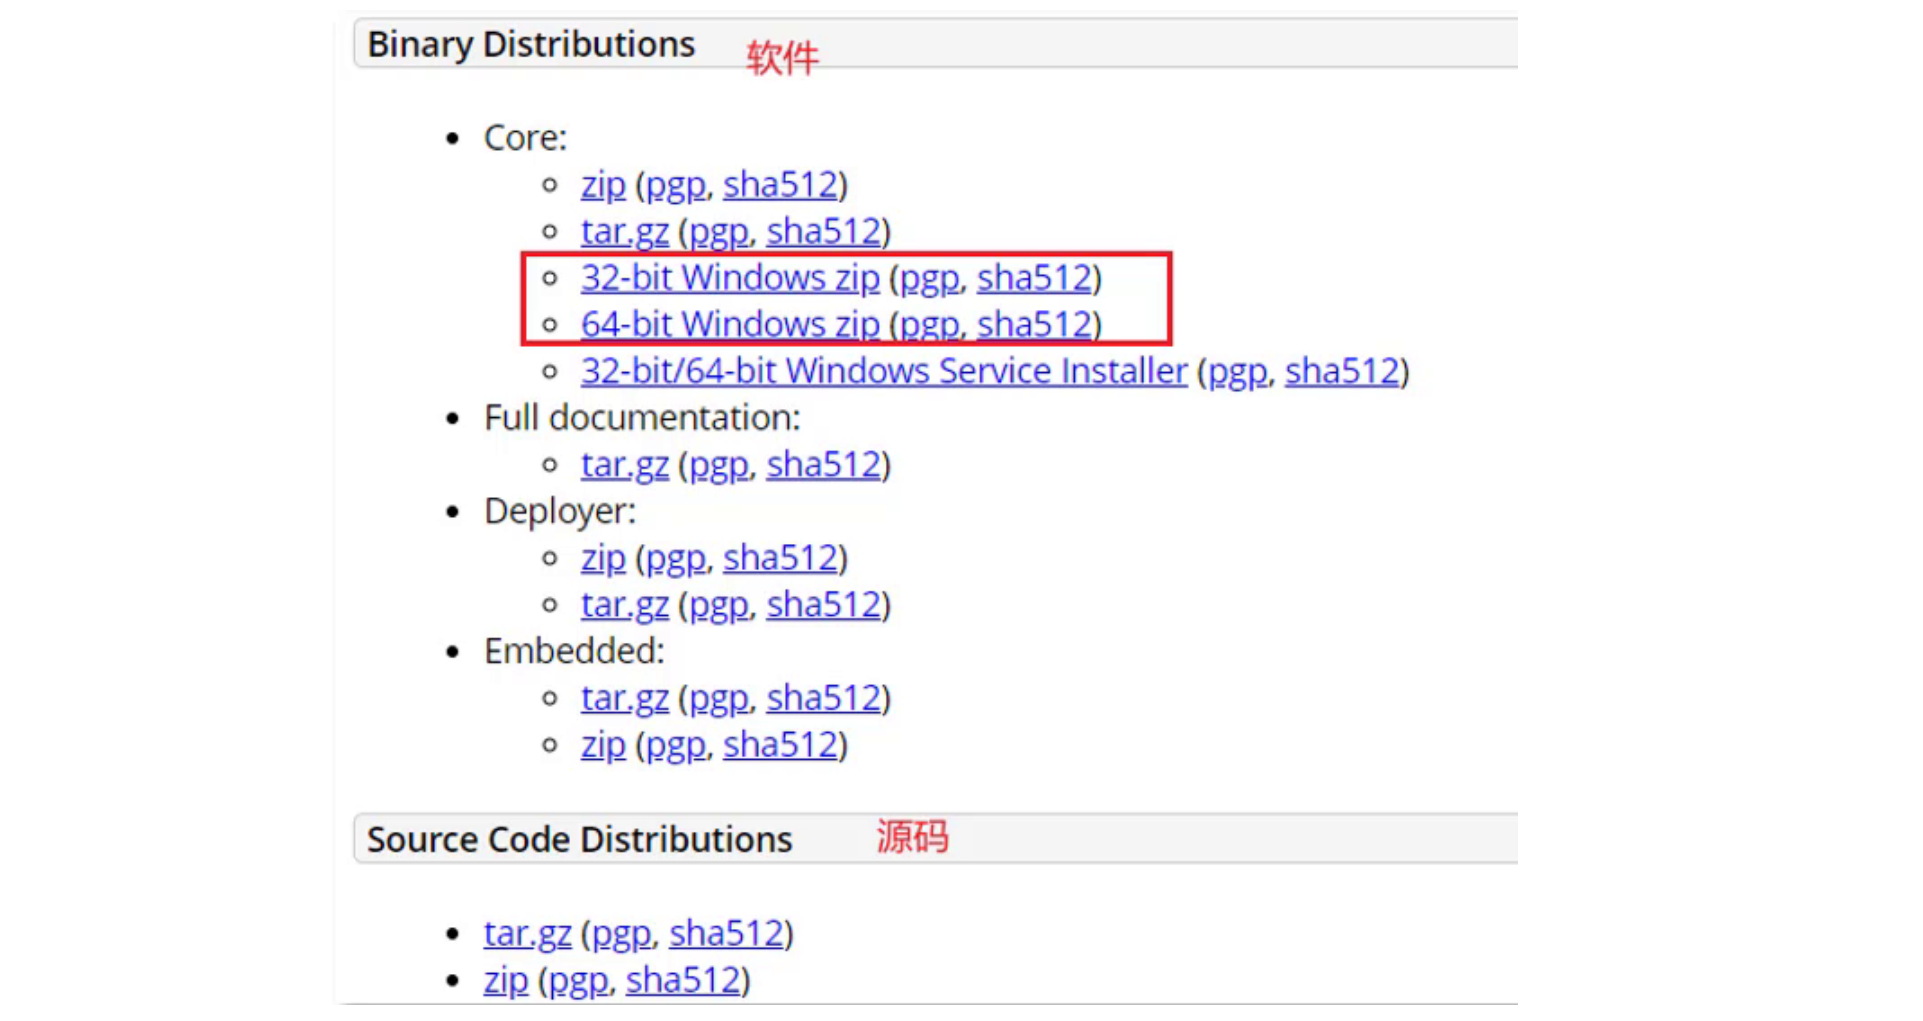 Binary Distributions 软件
Core:
zip (pgp, sha512)
tar.gz (pgp, sha512)
32-bit Windows zip (pgp, sha512)
64-bit Windows zip (pgp, sha512)
32-bit/64-bit Windows Service Installer (pgp, sha512)
Full documentation:
tar.gz (pgp, sha512)
Deployer:
zip (pgp, sha512)
tar.gz (pgp, sha512)
Embedded:
tar.gz (pgp, sha512)
zip (pgp, sha512)
Source Code Distributions 源码
tar.gz (pgp, sha512)
zip (pgp, sha512)